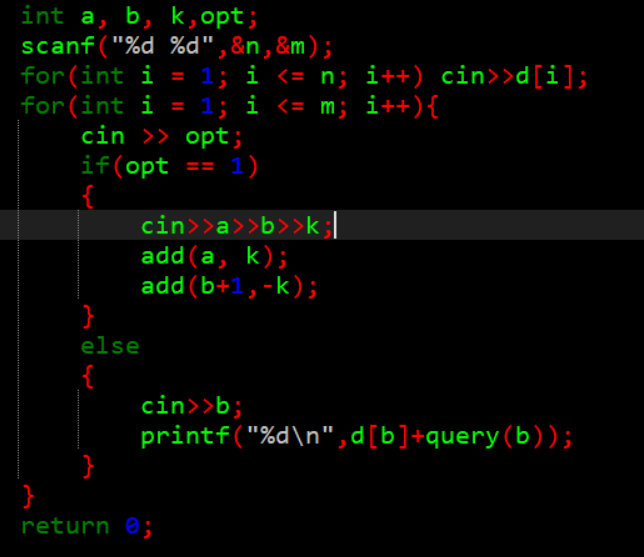 int a, b, k,opt;
scanf("%d %d",&n,&m);
for(int i = 1; i <= n; i++) cin>>d[i];
for(int i = 1; i <= m; i++){
    cin >> opt;
    if(opt == 1)
    {
        cin>>a>>b>>k;
        add(a, k);
        add(b+1,-k);
    }
    else
    {
        cin>>b;
        printf("%d\n",d[b]+query(b));
    }
}
return 0;